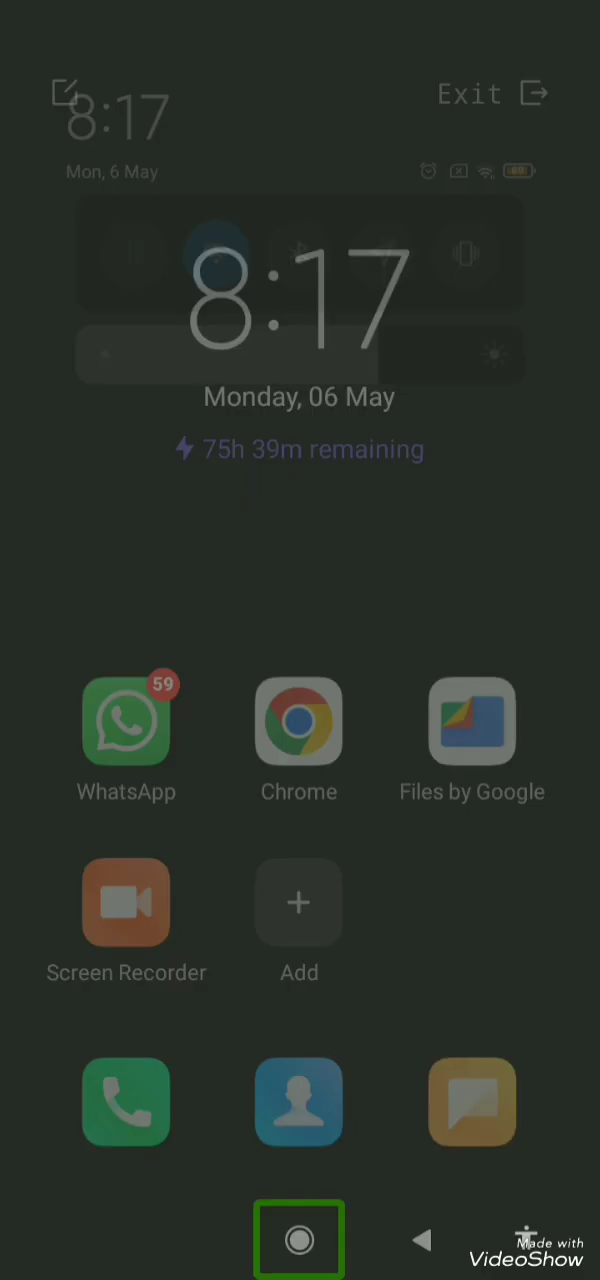 Exit
8:17
Mon, 6 May
89
8:17
Monday, 06 May
75h 39m remaining
59
WhatsApp
Chrome
Files by Google
Screen Recorder
Add
Made with
VideoShow